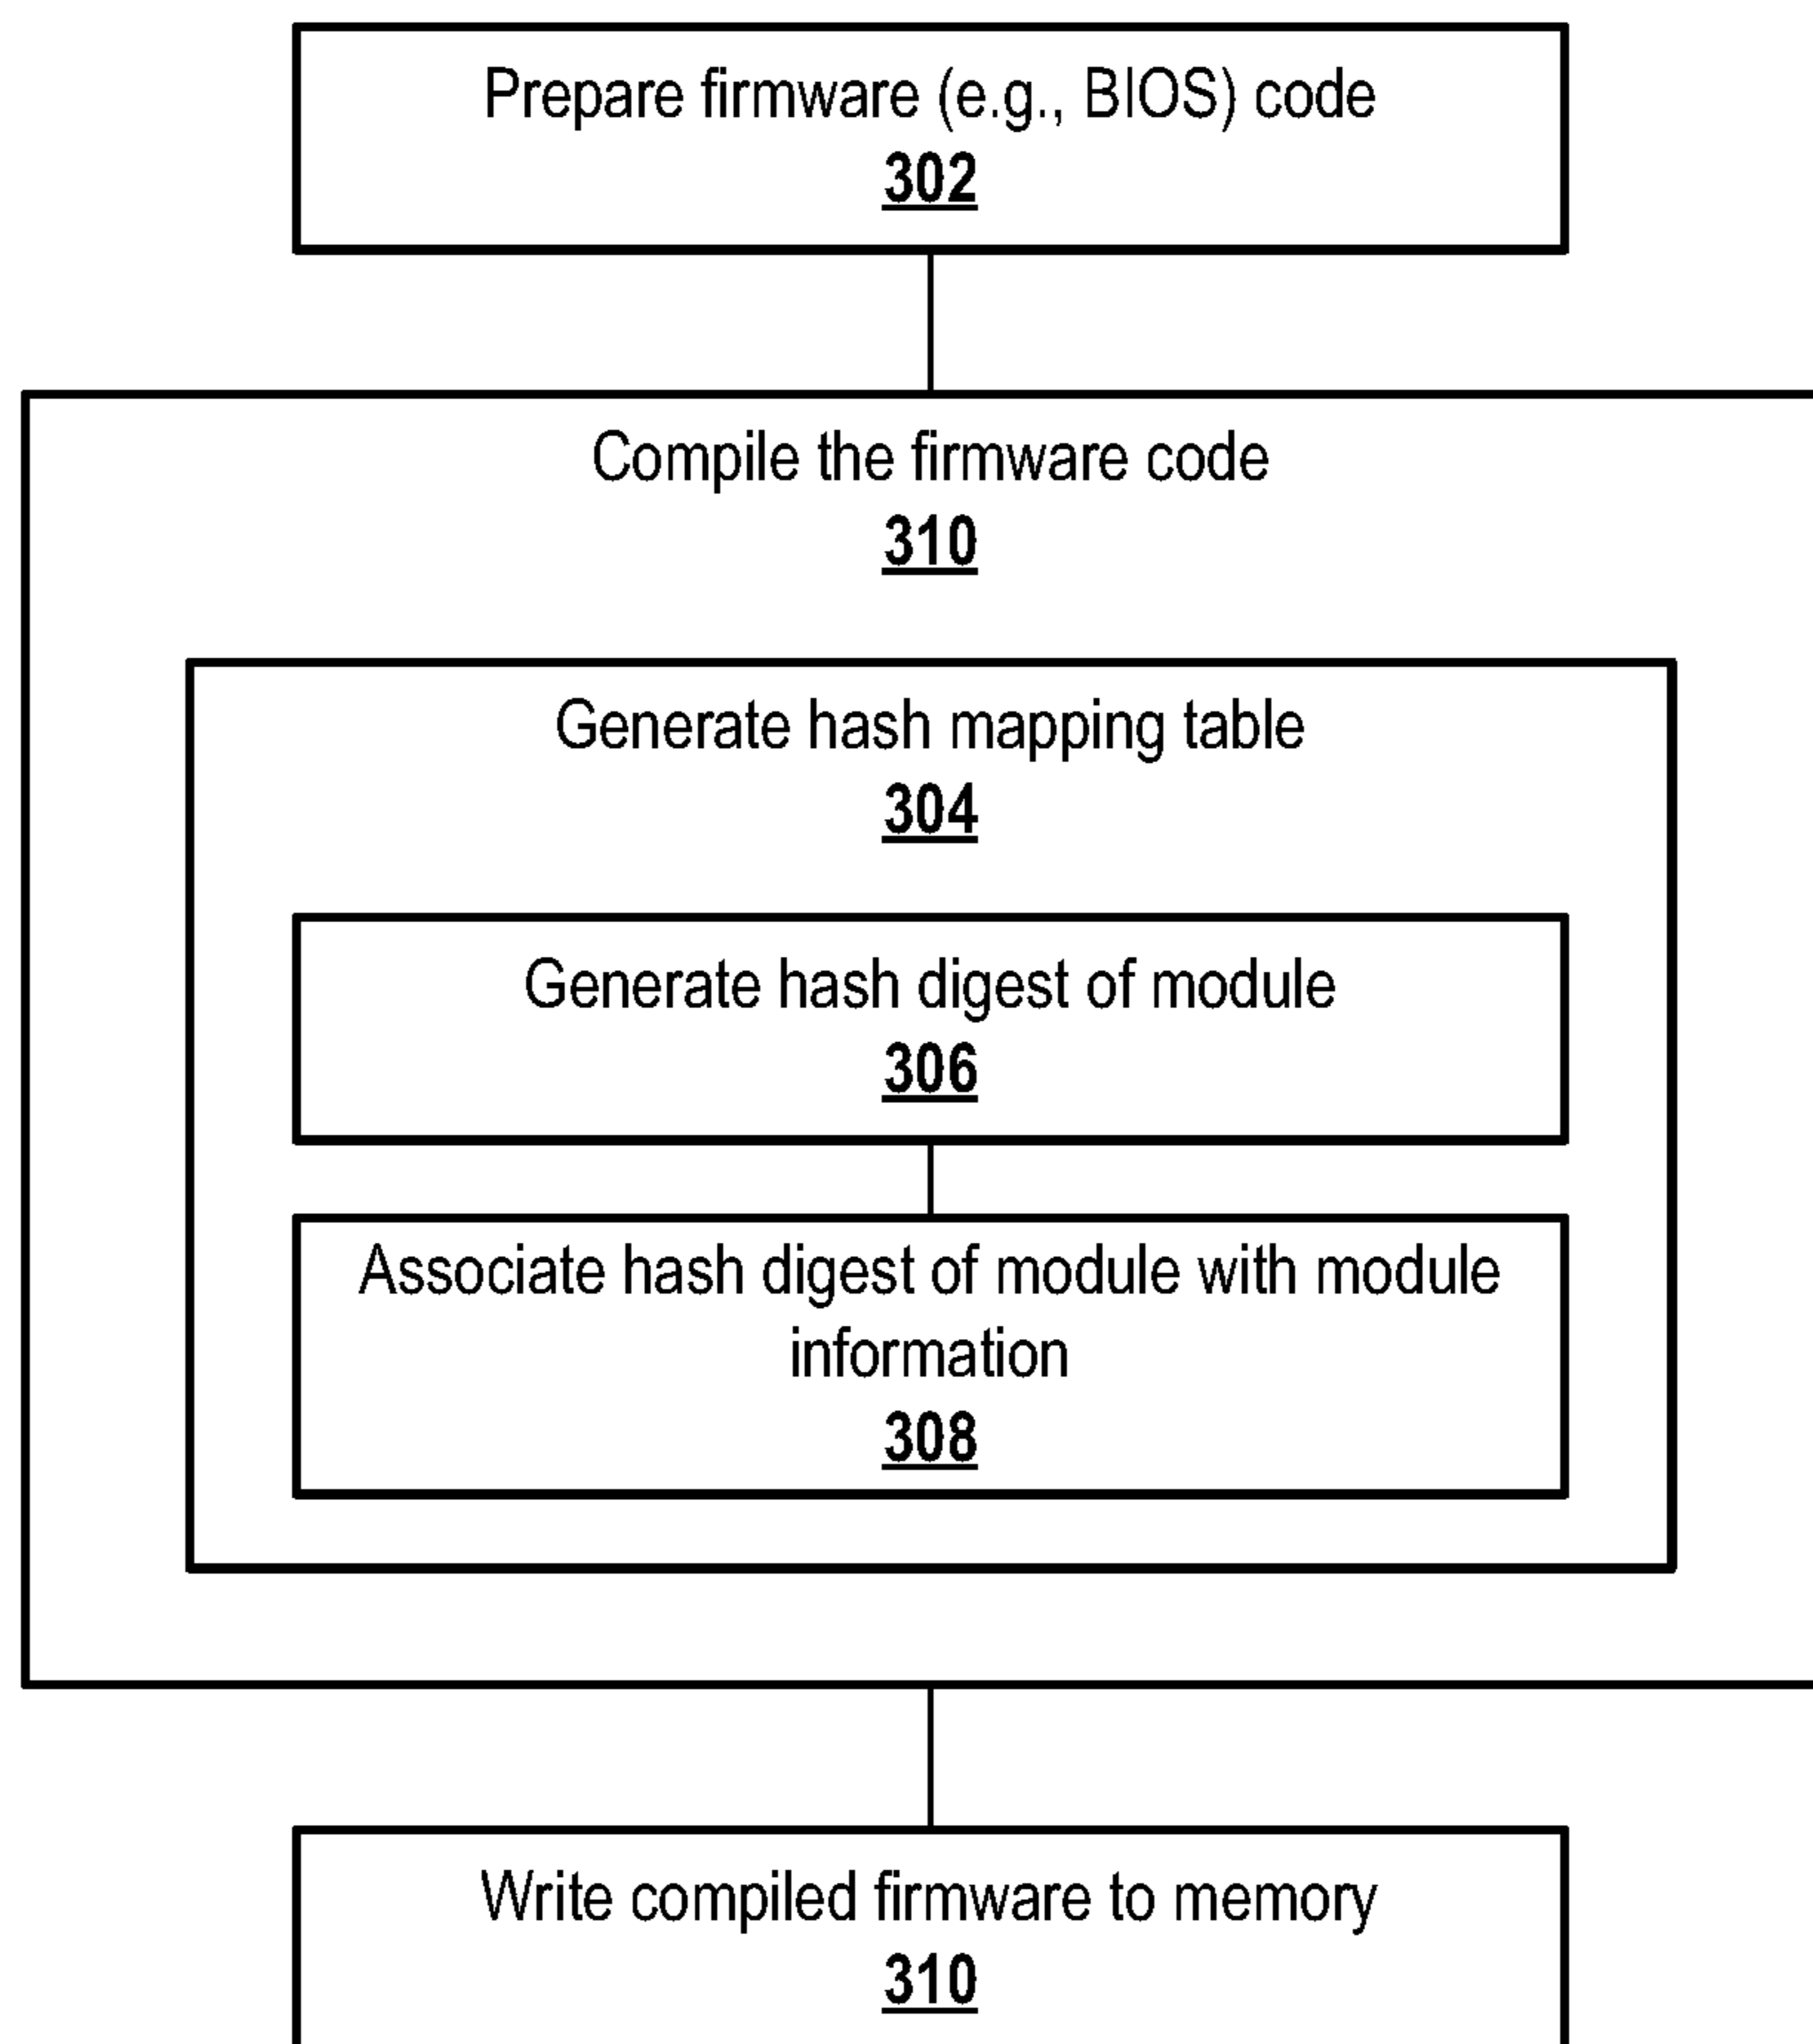 Prepare firmware (e.g., BIOS) code
302
Compile the firmware code
310
Generate hash mapping table
304
Generate hash digest of module
306
Associate hash digest of module with module
information
308
Write compiled firmware to memory
310